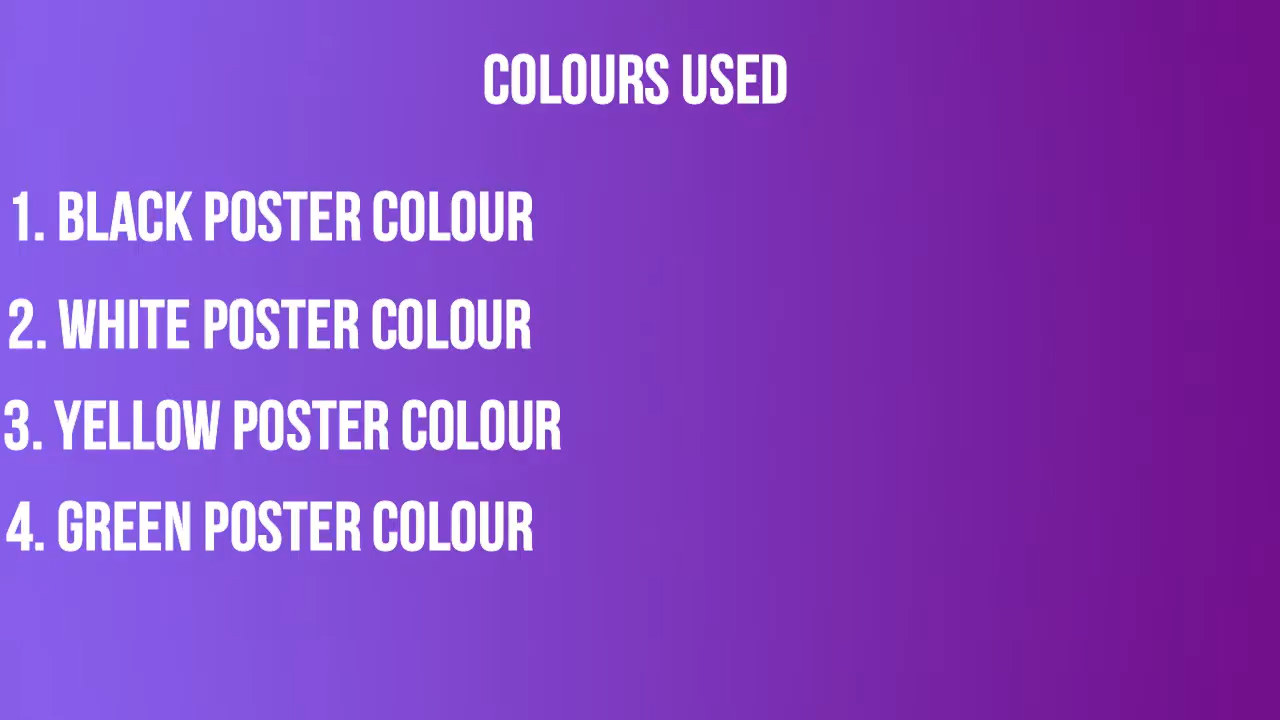 COLOURS USED
1. BLACK POSTER COLOUR
2. WHITE POSTER COLOUR
3. YELLOW POSTER COLOUR
4. GREEN POSTER COLOUR